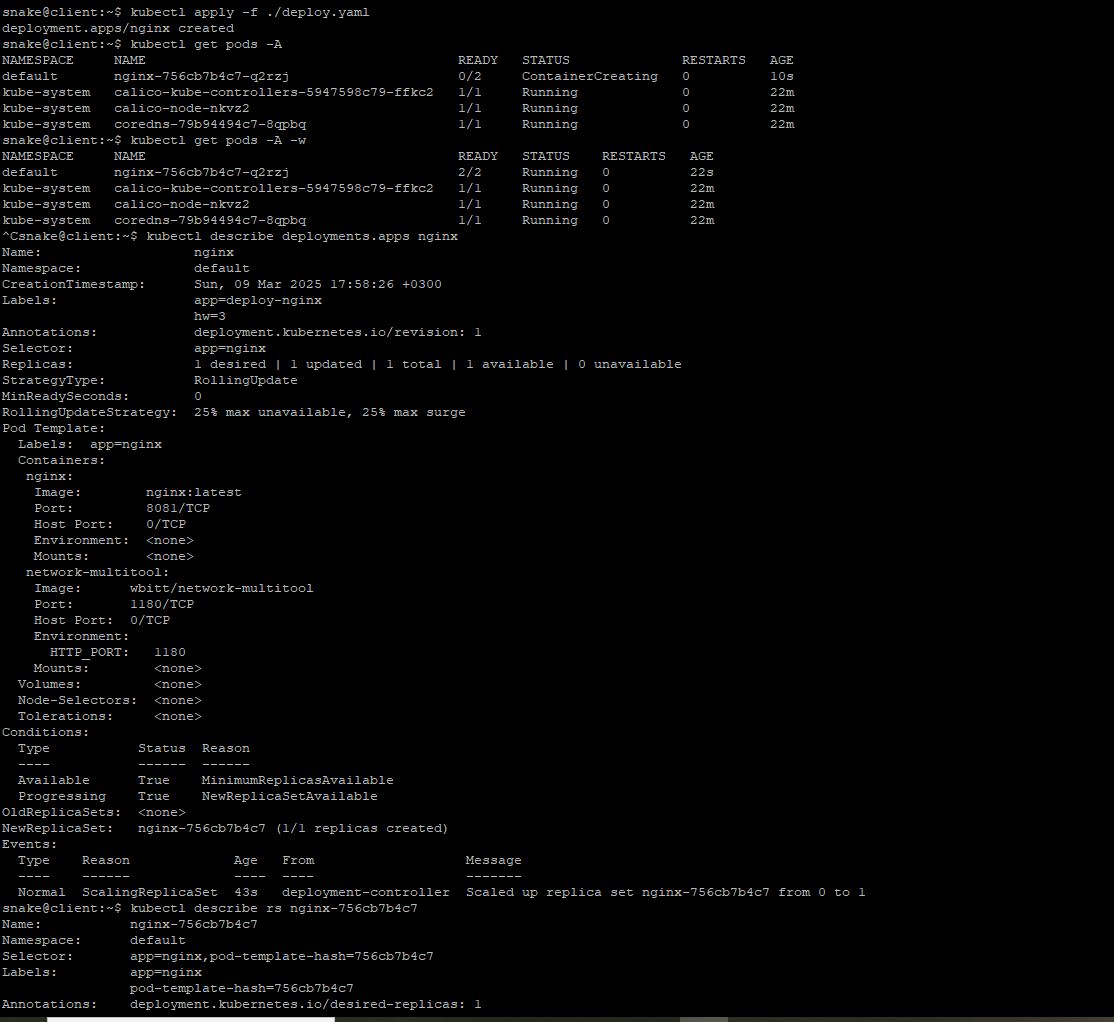 snake@client:~$ kubectl apply -f ./deploy.yaml
deployment.apps/nginx created
snake@client:~$ kubectl get pods -A
NAMESPACE     NAME                                       READY   STATUS              RESTARTS   AGE
default       nginx-756cb7b4c7-q2rzj                     0/2     ContainerCreating   0          10s
kube-system   calico-kube-controllers-5947598c79-ffkc2   1/1     Running             0          22m
kube-system   calico-node-nkvz2                          1/1     Running             0          22m
kube-system   coredns-79b94494c7-8qpbq                   1/1     Running             0          22m
snake@client:~$ kubectl get pods -A -w
NAMESPACE     NAME                                       READY   STATUS    RESTARTS   AGE
default       nginx-756cb7b4c7-q2rzj                     2/2     Running   0          22s
kube-system   calico-kube-controllers-5947598c79-ffkc2   1/1     Running   0          22m
kube-system   calico-node-nkvz2                          1/1     Running   0          22m
kube-system   coredns-79b94494c7-8qpbq                   1/1     Running   0          22m
^Csnake@client:~$ kubectl describe deployments.apps nginx
Name:                   nginx
Namespace:              default
CreationTimestamp:      Sun, 09 Mar 2025 17:58:26 +0300
Labels:                 app=deploy-nginx
                        hw=3
Annotations:            deployment.kubernetes.io/revision: 1
Selector:               app=nginx
Replicas:               1 desired | 1 updated | 1 total | 1 available | 0 unavailable
StrategyType:           RollingUpdate
MinReadySeconds:        0
RollingUpdateStrategy:  25% max unavailable, 25% max surge
Pod Template:
  Labels:  app=nginx
  Containers:
   nginx:
    Image:        nginx:latest
    Port:         8081/TCP
    Host Port:    0/TCP
    Environment:  <none>
    Mounts:       <none>
   network-multitool:
    Image:      wbitt/network-multitool
    Port:       1180/TCP
    Host Port:  0/TCP
    Environment:
      HTTP_PORT:   1180
    Mounts:        <none>
  Volumes:         <none>
  Node-Selectors:  <none>
  Tolerations:     <none>
Conditions:
  Type           Status  Reason
  ----           ------  ------
  Available      True    MinimumReplicasAvailable
  Progressing    True    NewReplicaSetAvailable
OldReplicaSets:  <none>
NewReplicaSet:   nginx-756cb7b4c7 (1/1 replicas created)
Events:
  Type    Reason             Age   From                   Message
  ----    ------             ----  ----                   -------
  Normal  ScalingReplicaSet  43s   deployment-controller  Scaled up replica set nginx-756cb7b4c7 from 0 to 1
snake@client:~$ kubectl describe rs nginx-756cb7b4c7
Name:           nginx-756cb7b4c7
Namespace:      default
Selector:       app=nginx,pod-template-hash=756cb7b4c7
Labels:         app=nginx
                pod-template-hash=756cb7b4c7
Annotations:    deployment.kubernetes.io/desired-replicas: 1